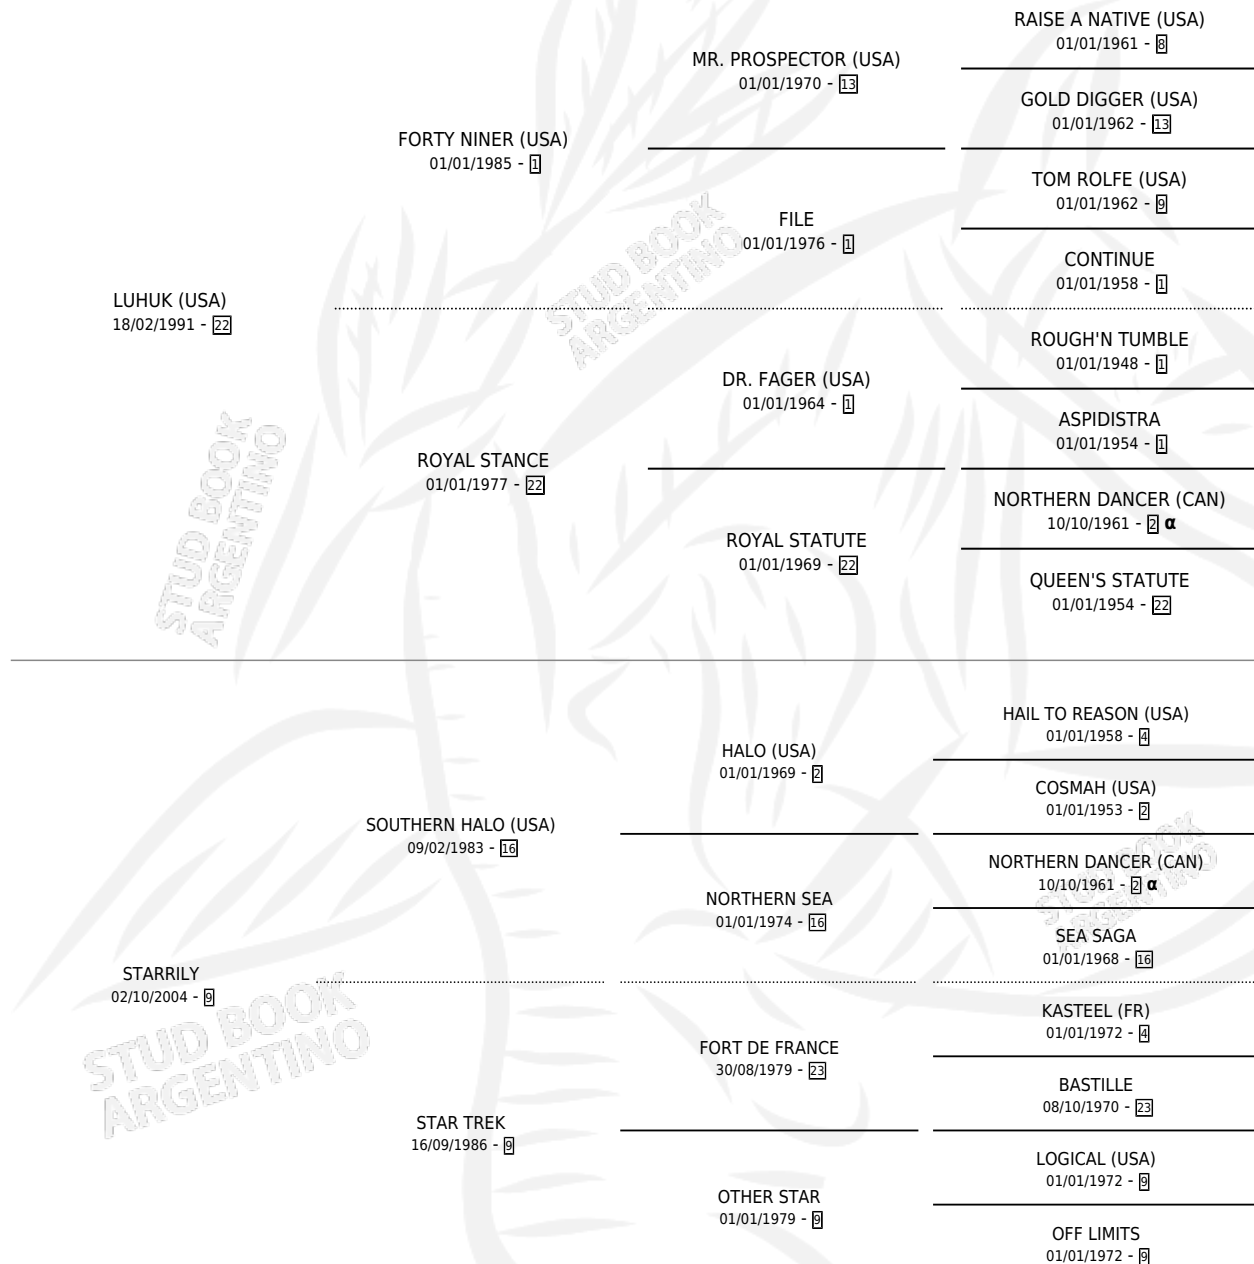 RAISE A NATIVE (USA)
01/01/1961 - 8
MR. PROSPECTOR (USA)
01/01/1970 - 13
GOLD DIGGER (USA)
01/01/1962 - 13
FORTY NINER (USA)
01/01/1985 - 1
TOM ROLFE (USA)
01/01/1962 - 9
FILE
01/01/1976 - 1
CONTINUE
01/01/1958 - 1
LUHUK (USA)
18/02/1991 - 22
ROUGH'N TUMBLE
01/01/1948 - 1
DR. FAGER (USA)
01/01/1964 - 1
ASPIDISTRA
01/01/1954 - 1
ROYAL STANCE
01/01/1977 - 22
NORTHERN DANCER (CAN)
10/10/1961 - 2 α
ROYAL STATUTE
01/01/1969 - 22
QUEEN'S STATUTE
01/01/1954 - 22
HAIL TO REASON (USA)
01/01/1958 - 4
HALO (USA)
01/01/1969 - 2
COSMAH (USA)
01/01/1953 - 2
SOUTHERN HALO (USA)
09/02/1983 - 16
NORTHERN DANCER (CAN)
10/10/1961 - 2 α
NORTHERN SEA
01/01/1974 - 16
SEA SAGA
01/01/1968 - 16
STARRILY
02/10/2004 - 9
KASTEEL (FR)
01/01/1972 - 4
FORT DE FRANCE
30/08/1979 - 23
BASTILLE
08/10/1970 - 23
STAR TREK
16/09/1986 - 9
LOGICAL (USA)
01/01/1972 - 9
OTHER STAR
01/01/1979 - 9
OFF LIMITS
01/01/1972 - 9
STUD BOOK
ARGENTINO
STUD BOOK
ARGENTINO
STUD BOOK
ARGENTINO
STUD BOOK
ARGENTINO